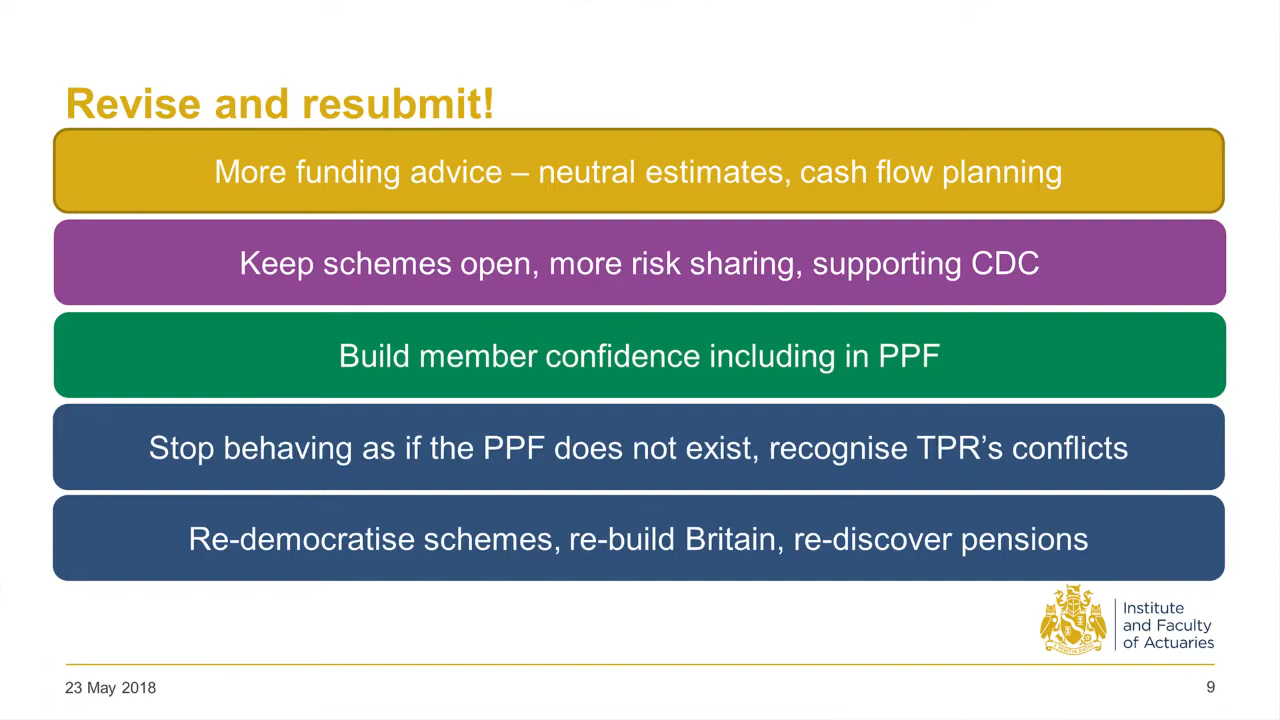 Revise and resubmit!
More funding advice – neutral estimates, cash flow planning
Keep schemes open, more risk sharing, supporting CDC
Build member confidence including in PPF
Stop behaving as if the PPF does not exist, recognise TPR’s conflicts
Re-democratise schemes, re-build Britain, re-discover pensions
Institute
and Faculty
of Actuaries
23 May 2018
9